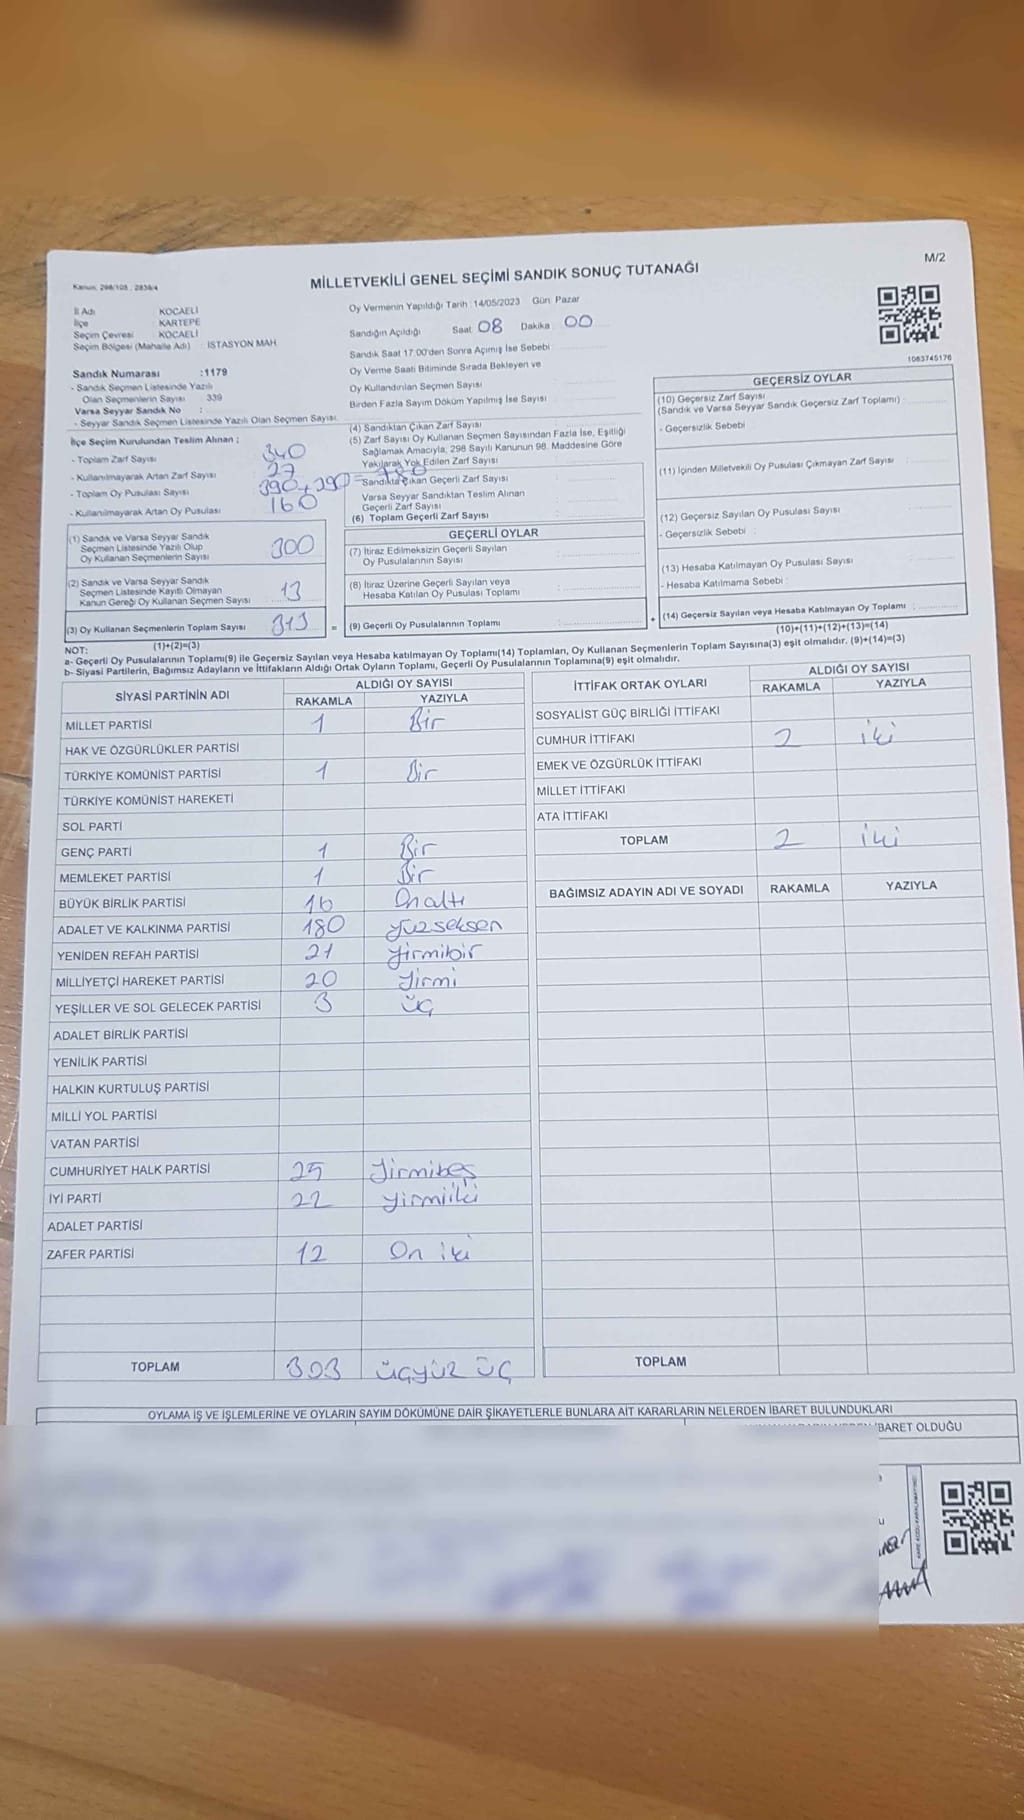 M/2
Kanun: 298/105 , 2839/4
MİLLETVEKİLİ GENEL SEÇİMİ SANDIK SONUÇ TUTANAĞI
İl Adı : KOCAELİ
İlçe : KARTEPE
Seçim Çevresi : KOCAELİ
Seçim Bölgesi (Mahalle Adı) : İSTASYON MAH.
Sandık Numarası :1179
- Sandık Seçmen Listesinde Yazılı
Olan Seçmenlerin Sayısı : 339
Varsa Seyyar Sandık No :
- Seyyar Sandık Seçmen Listesinde Yazılı Olan Seçmen Sayısı:
İlçe Seçim Kurulundan Teslim Alınan ;
- Toplam Zarf Sayısı 340
- Kullanılmayarak Artan Zarf Sayısı 27
- Toplam Oy Pusulası Sayısı 390+390=780
- Kullanılmayarak Artan Oy Pusulası 160
(1) Sandık ve Varsa Seyyar Sandık
Seçmen Listesinde Yazılı Olup
Oy Kullanan Seçmenlerin Sayısı 300
(2) Sandık ve Varsa Seyyar Sandık
Seçmen Listesinde Kayıtlı Olmayan
Kanun Gereği Oy Kullanan Seçmen Sayısı 13
(3) Oy Kullanan Seçmenlerin Toplam Sayısı 313 =
(1)+(2)=(3)
Oy Vermenin Yapıldığı Tarih :14/05/2023 Gün: Pazar
Sandığın Açıldığı Saat: 08 Dakika: 00
Sandık Saat 17:00'den Sonra Açılmış İse Sebebi :
Oy Verme Saati Bitiminde Sırada Bekleyen ve
Oy Kullandırılan Seçmen Sayısı
Birden Fazla Sayım Döküm Yapılmış İse Sayısı
(4) Sandıktan Çıkan Zarf Sayısı
(5) Zarf Sayısı Oy Kullanan Seçmen Sayısından Fazla İse, Eşitliği
Sağlamak Amacıyla; 298 Sayılı Kanunun 98. Maddesine Göre
Yakılarak Yok Edilen Zarf Sayısı
Sandıkta Çıkan Geçerli Zarf Sayısı
Varsa Seyyar Sandıktan Teslim Alınan
Geçerli Zarf Sayısı
(6) Toplam Geçerli Zarf Sayısı
GEÇERLİ OYLAR
(7) İtiraz Edilmeksizin Geçerli Sayılan
Oy Pusulalarının Sayısı
(8) İtiraz Üzerine Geçerli Sayılan veya
Hesaba Katılan Oy Pusulası Toplamı
(9) Geçerli Oy Pusulalarının Toplamı +
1063745176
GEÇERSİZ OYLAR
(10) Geçersiz Zarf Sayısı
(Sandık ve Varsa Seyyar Sandık Geçersiz Zarf Toplamı)
- Geçersizlik Sebebi
(11) İçinden Milletvekili Oy Pusulası Çıkmayan Zarf Sayısı
(12) Geçersiz Sayılan Oy Pusulası Sayısı
- Geçersizlik Sebebi :
(13) Hesaba Katılmayan Oy Pusulası Sayısı
- Hesaba Katılmama Sebebi :
(14) Geçersiz Sayılan veya Hesaba Katılmayan Oy Toplamı :
(10)+(11)+(12)+(13)=(14)
NOT:
a- Geçerli Oy Pusulalarının Toplamı(9) ile Geçersiz Sayılan veya Hesaba katılmayan Oy Toplamı(14) Toplamları, Oy Kullanan Seçmenlerin Toplam Sayısına(3) eşit olmalıdır. (9)+(14)=(3)
b- Siyasi Partilerin, Bağımsız Adayların ve İttifakların Aldığı Ortak Oyların Toplamı, Geçerli Oy Pusulalarının Toplamına(9) eşit olmalıdır.
SİYASİ PARTİNİN ADI ALDIĞI OY SAYISI
RAKAMLA YAZIYLA
MİLLET PARTİSİ 1 Bir
HAK VE ÖZGÜRLÜKLER PARTİSİ
TÜRKİYE KOMÜNİST PARTİSİ 1 Bir
TÜRKİYE KOMÜNİST HAREKETİ
SOL PARTİ
GENÇ PARTİ 1 Bir
MEMLEKET PARTİSİ 1 Bir
BÜYÜK BİRLİK PARTİSİ 16 Onaltı
ADALET VE KALKINMA PARTİSİ 180 yüzseksen
YENİDEN REFAH PARTİSİ 21 yirmibir
MİLLİYETÇİ HAREKET PARTİSİ 20 yirmi
YEŞİLLER VE SOL GELECEK PARTİSİ 3 üç
ADALET BİRLİK PARTİSİ
YENİLİK PARTİSİ
HALKIN KURTULUŞ PARTİSİ
MİLLİ YOL PARTİSİ
VATAN PARTİSİ
CUMHURİYET HALK PARTİSİ 25 yirmibeş
İYİ PARTİ 22 yirmiiki
ADALET PARTİSİ
ZAFER PARTİSİ 12 On iki
TOPLAM 303 üçyüz üç
İTTİFAK ORTAK OYLARI ALDIĞI OY SAYISI
RAKAMLA YAZIYLA
SOSYALİST GÜÇ BİRLİĞİ İTTİFAKI
CUMHUR İTTİFAKI 2 iki
EMEK VE ÖZGÜRLÜK İTTİFAKI
MİLLET İTTİFAKI
ATA İTTİFAKI
TOPLAM 2 iki
BAĞIMSIZ ADAYIN ADI VE SOYADI RAKAMLA YAZIYLA
TOPLAM
OYLAMA İŞ VE İŞLEMLERİNE VE OYLARIN SAYIM DÖKÜMÜNE DAİR ŞİKAYETLERLE BUNLARA AİT KARARLARIN NELERDEN İBARET BULUNDUKLARI
İBARET OLDUĞU